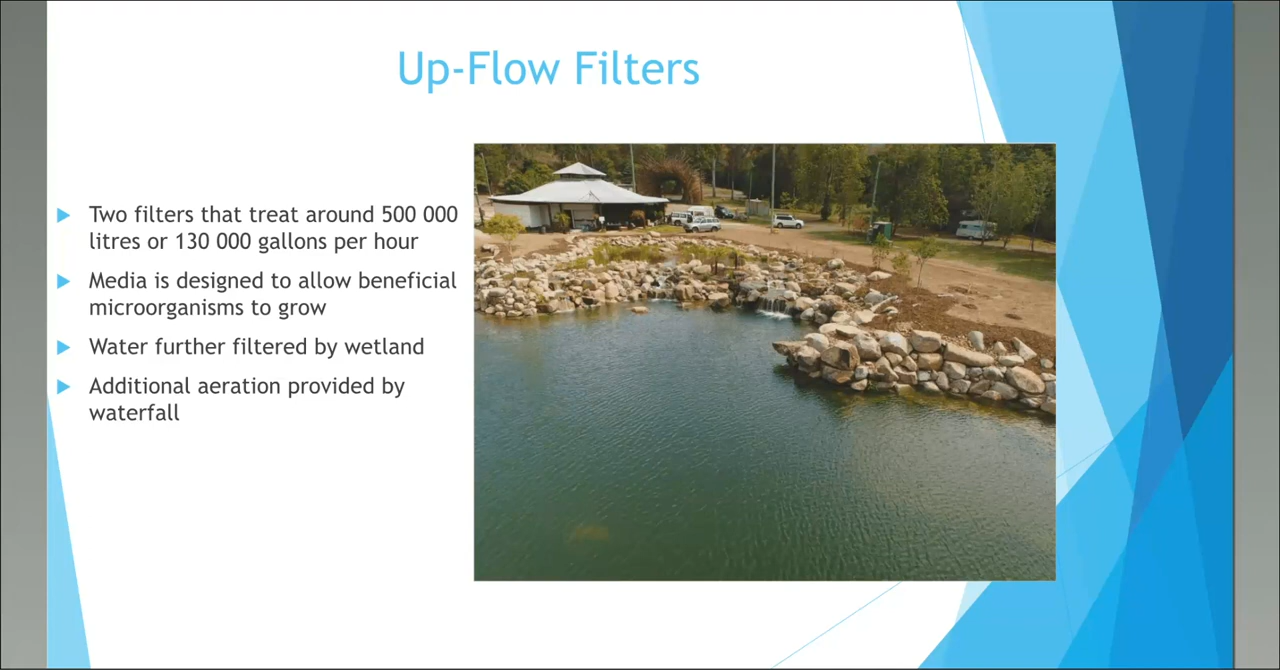 Up-Flow Filters
Two filters that treat around 500 000
litres or 130 000 gallons per hour
Media is designed to allow beneficial
microorganisms to grow
Water further filtered by wetland
Additional aeration provided by
waterfall